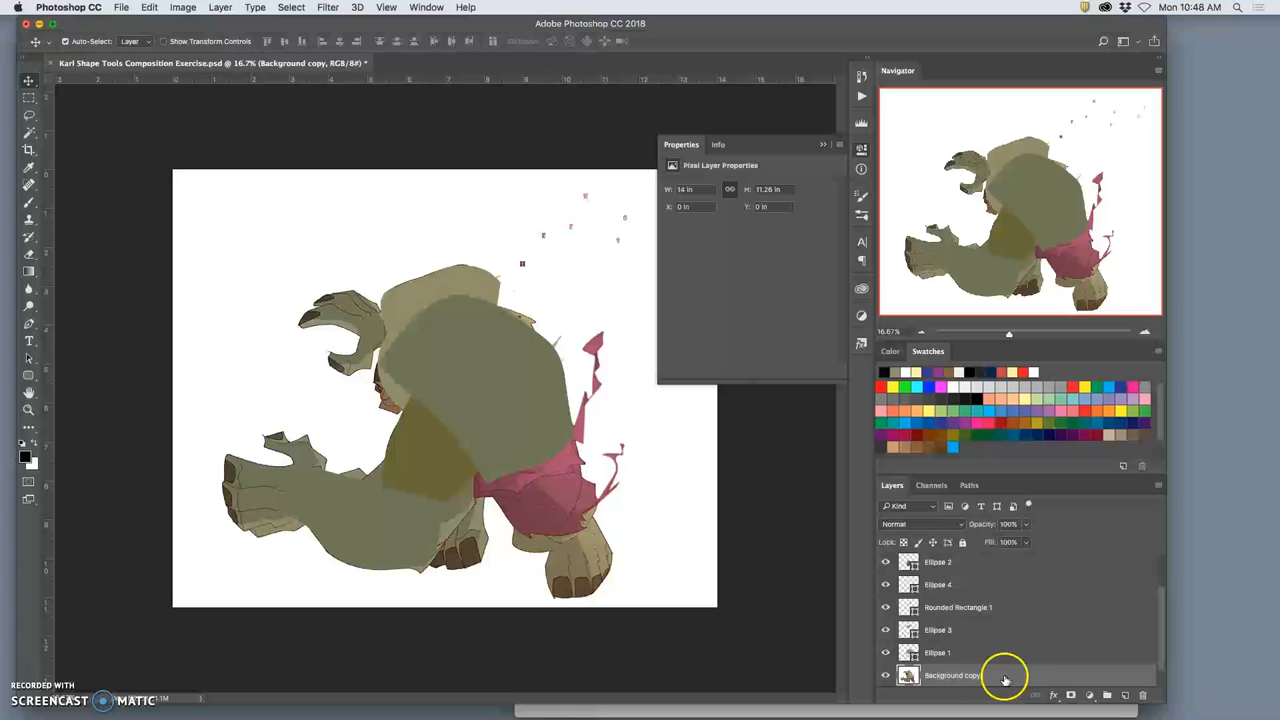 Photoshop CC File Edit Image Layer Type Select Filter 3D View Window Help Mon 10:48 AM
Adobe Photoshop CC 2018
Auto-Select: Layer Show Transform Controls 3D Mode:
Karl Shape Tools Composition Exercise.psd @ 16.7% (Background copy, RGB/8#) *
Navigator
Properties Info
Pixel Layer Properties
W: 14 in H: 11.26 in
X: 0 in Y: 0 in
16.67%
Color Swatches
Layers Channels Paths
Kind
Normal Opacity: 100%
Lock: Fill: 100%
Ellipse 2
Ellipse 4
Rounded Rectangle 1
Ellipse 3
Ellipse 1
Background copy
RECORDED WITH
SCREENCAST MATIC